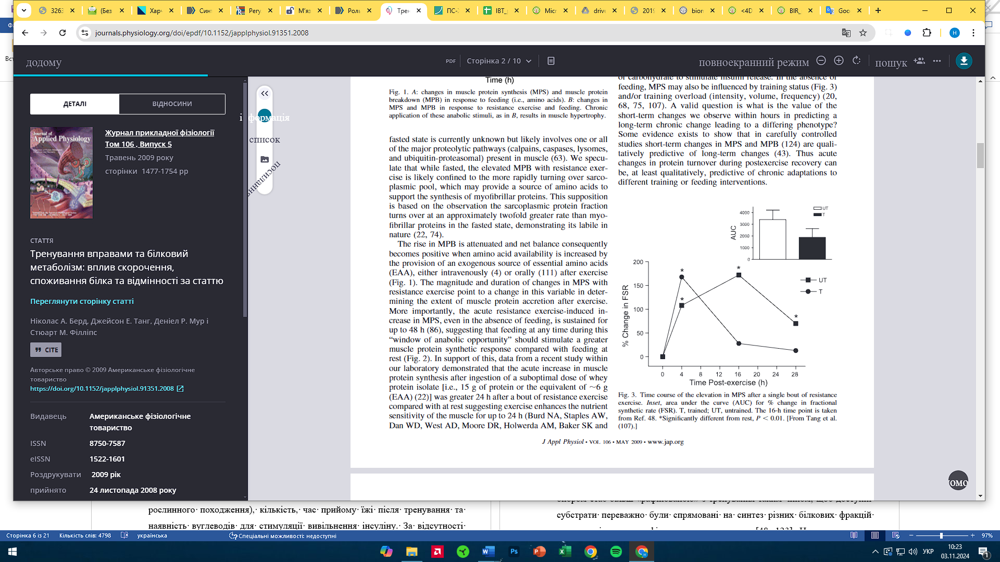 3263
(Без
Харч
Синт
Регу
М'яз
Роль
Трен
ПС-
ІВТ_
Міст
drive
2019
bion
<4D
BIR_
Goo
journals.physiology.org/doi/epdf/10.1152/japplphysiol.91351.2008
H
додому
PDF
Сторінка 2 / 10
повноекранний режим
пошук
ДЕТАЛІ
ВІДНОСИНИ
Journal of
Applied Physiology
Журнал прикладної фізіології
Том 106 , Випуск 5
Травень 2009 року
сторінки 1477-1754 pp
СТАТТЯ
Тренування вправами та білковий
метаболізм: вплив скорочення,
споживання білка та відмінності за статтю
Переглянути сторінку статті
Ніколас А. Берд, Джейсон Е. Танг, Деніел Р. Мур і
Стюарт М. Філліпс
CITE
Авторське право © 2009 Американське фізіологічне
товариство
https://doi.org/10.1152/japplphysiol.91351.2008
Видавець Американське фізіологічне
товариство
ISSN 8750-7587
eISSN 1522-1601
Роздрукувати 2009 рік
прийнято 24 листопада 2008 року
інформація
список
Time (h)
Fig. 1. A: changes in muscle protein synthesis (MPS) and muscle protein
breakdown (MPB) in response to feeding (i.e., amino acids). B: changes in
MPS and MPB in response to resistance exercise and feeding. Chronic
application of these anabolic stimuli, as in B, results in muscle hypertrophy.
fasted state is currently unknown but likely involves one or all
of the major proteolytic pathways (calpains, caspases, lysomes,
and ubiquitin-proteasomal) present in muscle (63). We specu-
late that while fasted, the elevated MPB with resistance exer-
cise is likely confined to the more rapidly turning over sarco-
plasmic pool, which may provide a source of amino acids to
support the synthesis of myofibrillar proteins. This supposition
is based on the observation the sarcoplasmic protein fraction
turns over at an approximately twofold greater rate than myo-
fibrillar proteins in the fasted state, demonstrating its labile in
nature (22, 74).
The rise in MPB is attenuated and net balance consequently
becomes positive when amino acid availability is increased by
the provision of an exogenous source of essential amino acids
(EAA), either intravenously (4) or orally (111) after exercise
(Fig. 1). The magnitude and duration of changes in MPS with
resistance exercise point to a change in this variable in deter-
mining the extent of muscle protein accretion after exercise.
More importantly, the acute resistance exercise-induced in-
crease in MPS, even in the absence of feeding, is sustained for
up to 48 h (86), suggesting that feeding at any time during this
“window of anabolic opportunity” should stimulate a greater
muscle protein synthetic response compared with feeding at
rest (Fig. 2). In support of this, data from a recent study within
our laboratory demonstrated that the acute increase in muscle
protein synthesis after ingestion of a suboptimal dose of whey
protein isolate [i.e., 15 g of protein or the equivalent of ~6 g
(EAA) (22)] was greater 24 h after a bout of resistance exercise
compared with at rest suggesting exercise enhances the nutrient
sensitivity of the muscle for up to 24 h (Burd NA, Staples AW,
Dan WD, West AD, Moore DR, Holwerda AM, Baker SK and
of carbohydrate to stimulate insulin release. In the absence of
feeding, MPS may also be influenced by training status (Fig. 3)
and/or training overload (intensity, volume, frequency) (20,
68, 75, 107). A valid question is what is the value of the
short-term changes we observe within hours in predicting a
long-term chronic change leading to a differing phenotype?
Some evidence exists to show that in carefully controlled
studies short-term changes in MPS and MPB (124) are quali-
tatively predictive of long-term changes (43). Thus acute
changes in protein turnover during postexercise recovery can
be, at least qualitatively, predictive of chronic adaptations to
different training or feeding interventions.
UT
T
AUC
4000
3000
2000
1000
0
% Change in FSR
200
150
100
50
0
* * * *
UT
T
0 4 8 12 16 20 24 28
Time Post-exercise (h)
Fig. 3. Time course of the elevation in MPS after a single bout of resistance
exercise. Inset, area under the curve (AUC) for % change in fractional
synthetic rate (FSR). T, trained; UT, untrained. The 16-h time point is taken
from Ref. 48. *Significantly different from rest, P < 0.01. [From Tang et al.
(107).]
J Appl Physiol • VOL 106 • MAY 2009 • www.jap.org
рослинного походження), кількість, час прийому їжі після тренування та
наявність вуглеводів для стимуляції вивільнення інсуліну. За відсутності
субстрати переважно були спрямовані на синтез різних білкових фракцій
Сторінка 6 із 21 Кількість слів: 4798 українська Спеціальні можливості: недоступні 97%
УКР
10:23
03.11.2024
1